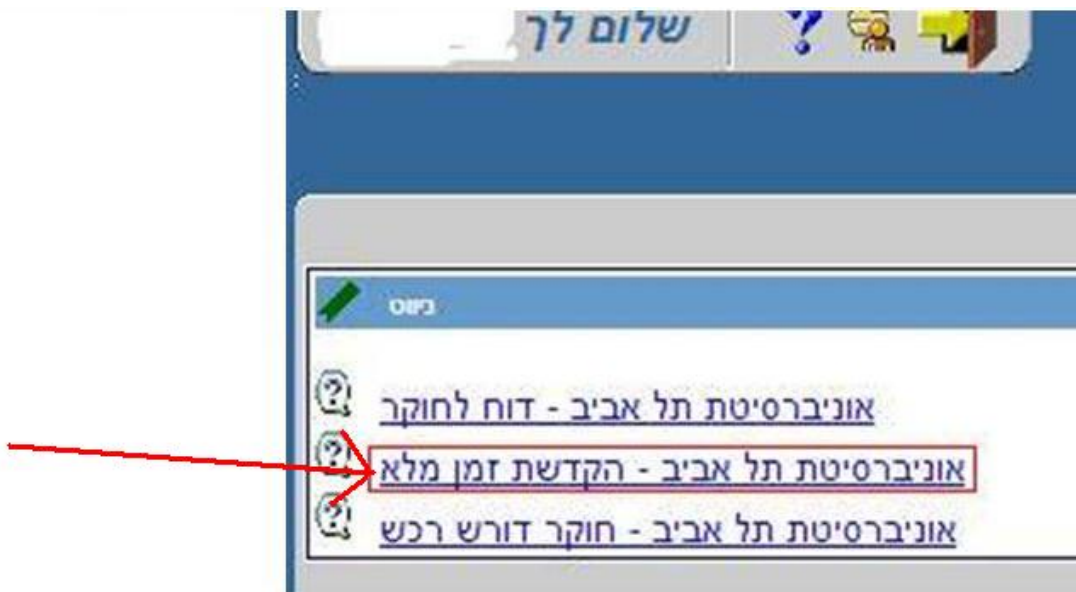 שלום לך
ניווט
אוניברסיטת תל אביב - דוח לחוקר
אוניברסיטת תל אביב - הקדשת זמן מלא
אוניברסיטת תל אביב - חוקר דורש רכש